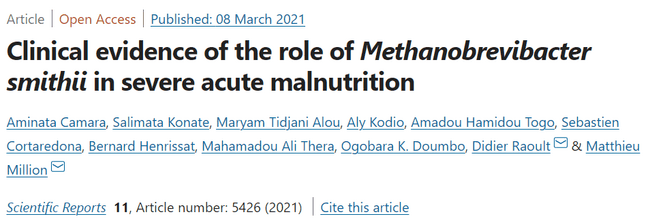 Article | Open Access | Published: 08 March 2021
Clinical evidence of the role of Methanobrevibacter
smithii in severe acute malnutrition
Aminata Camara, Salimata Konate, Maryam Tidjani Alou, Aly Kodio, Amadou Hamidou Togo, Sebastien
Cortaredona, Bernard Henrissat, Mahamadou Ali Thera, Ogobara K. Doumbo, Didier Raoult & Matthieu
Million
Scientific Reports 11, Article number: 5426 (2021) | Cite this article